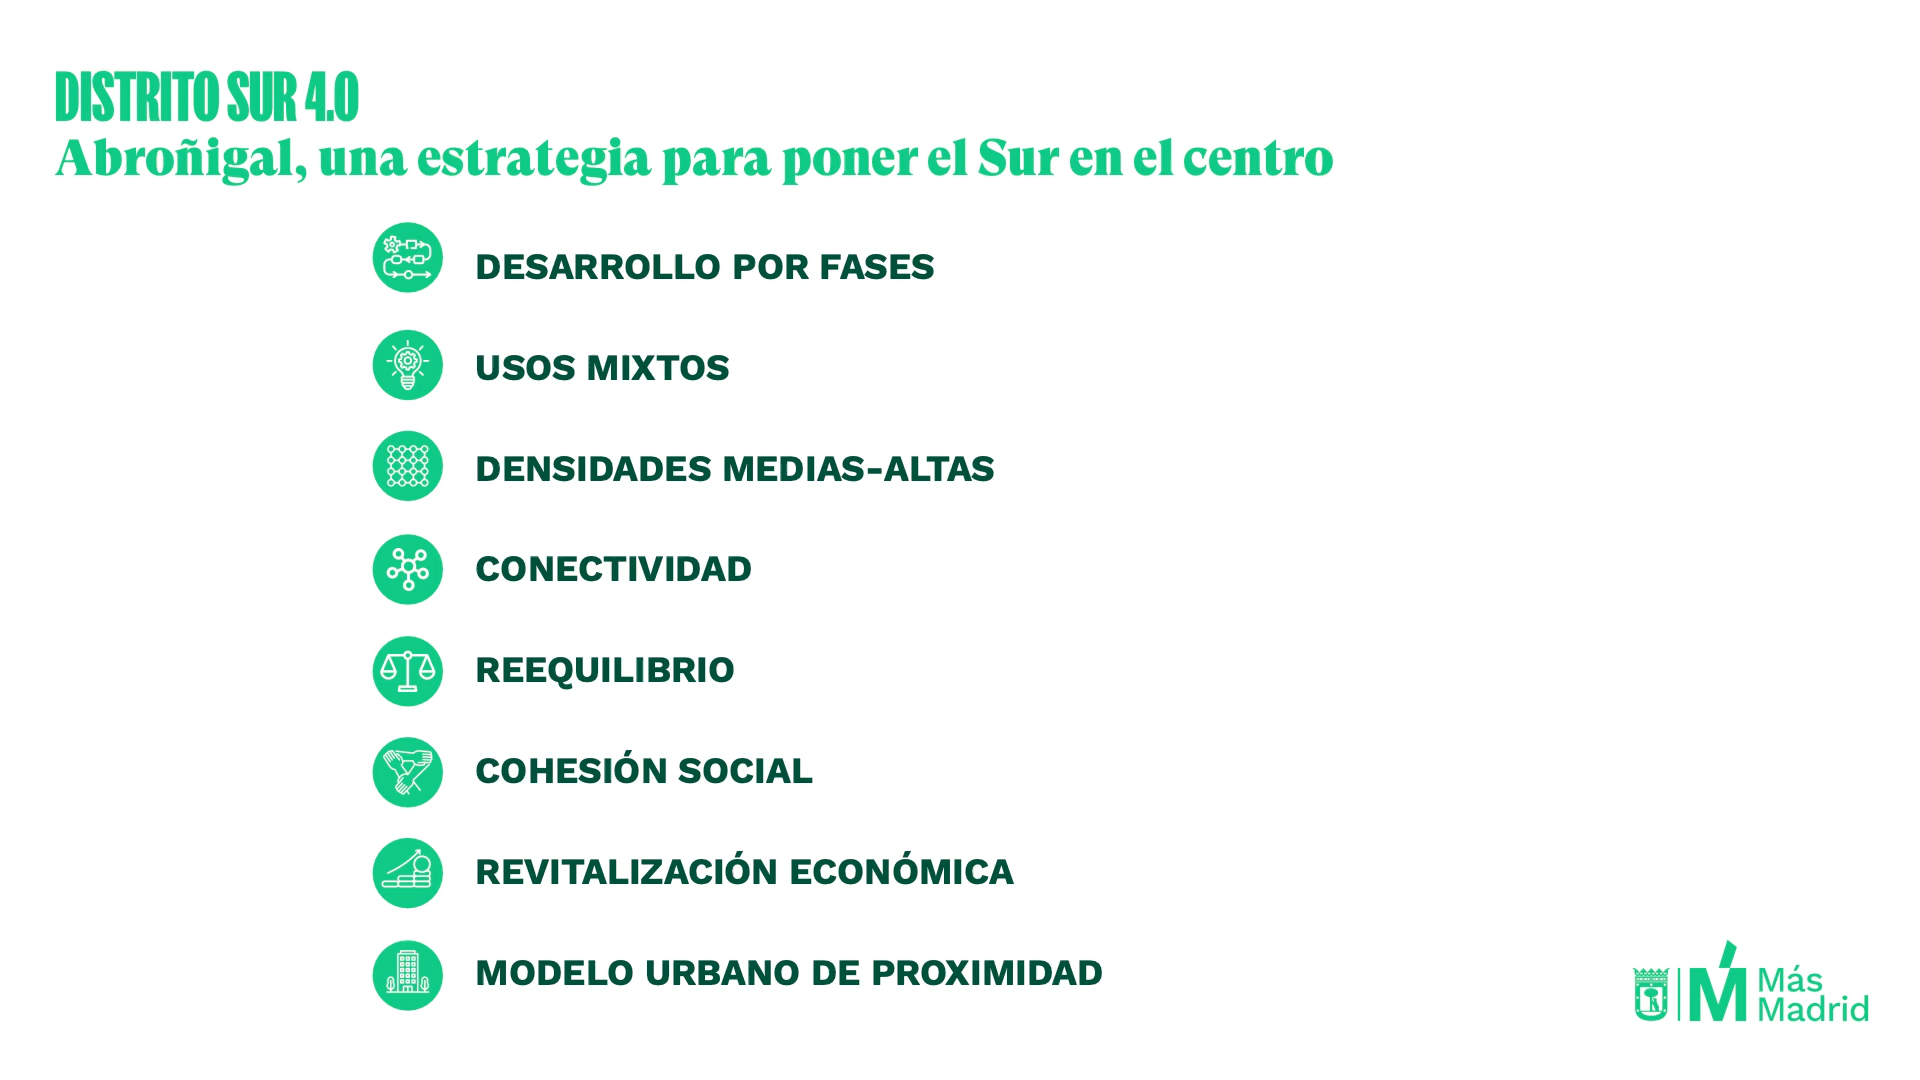 DISTRITO SUR 4.0
Abroñigal, una estrategia para poner el Sur en el centro
DESARROLLO POR FASES
USOS MIXTOS
DENSIDADES MEDIAS-ALTAS
CONECTIVIDAD
REEQUILIBRIO
COHESIÓN SOCIAL
REVITALIZACIÓN ECONÓMICA
MODELO URBANO DE PROXIMIDAD
Ḿ Más
Madrid